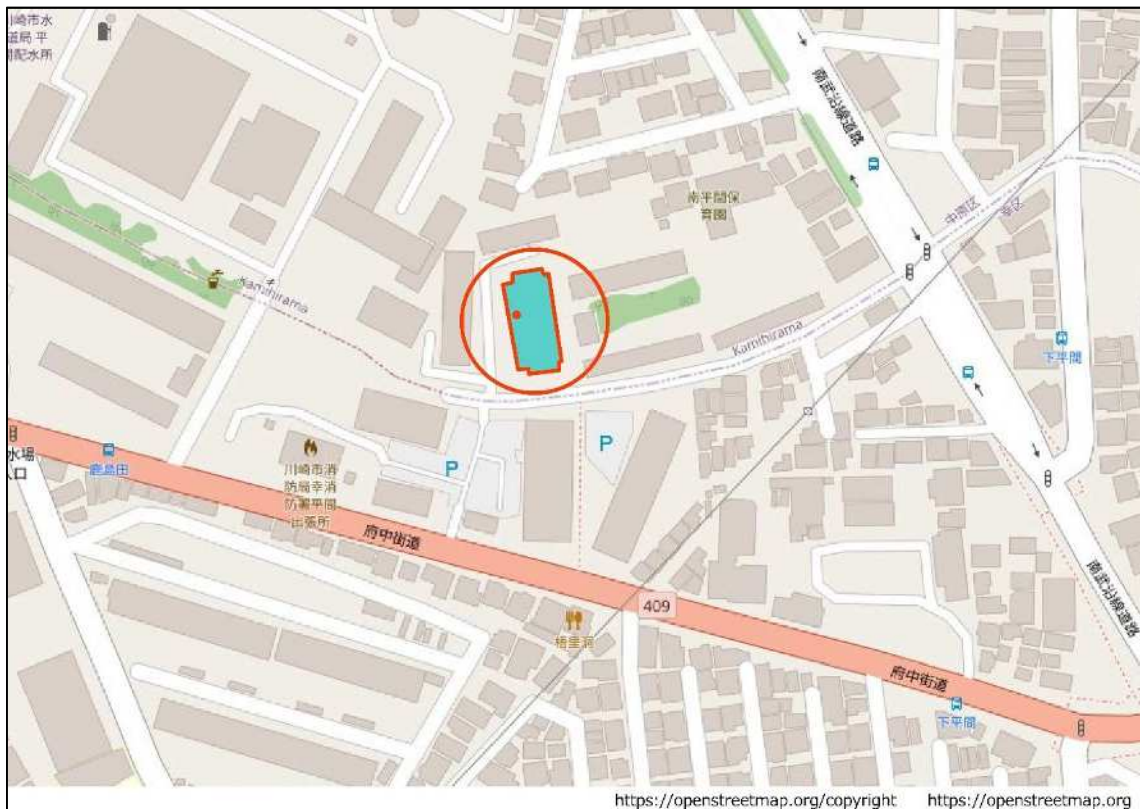 川崎市水
道局 平
間配水所
南武沿線道路
南平間保
育園
中原区
幸区
Kamihirama
Kamihirama
下平間
P
P
水場
入口
鹿島田
川崎市消
防局幸消
防署平間
出張所
府中街道
409
梧空洞
南武沿線道路
府中街道
下平間
https://openstreetmap.org/copyright
https://openstreetmap.org